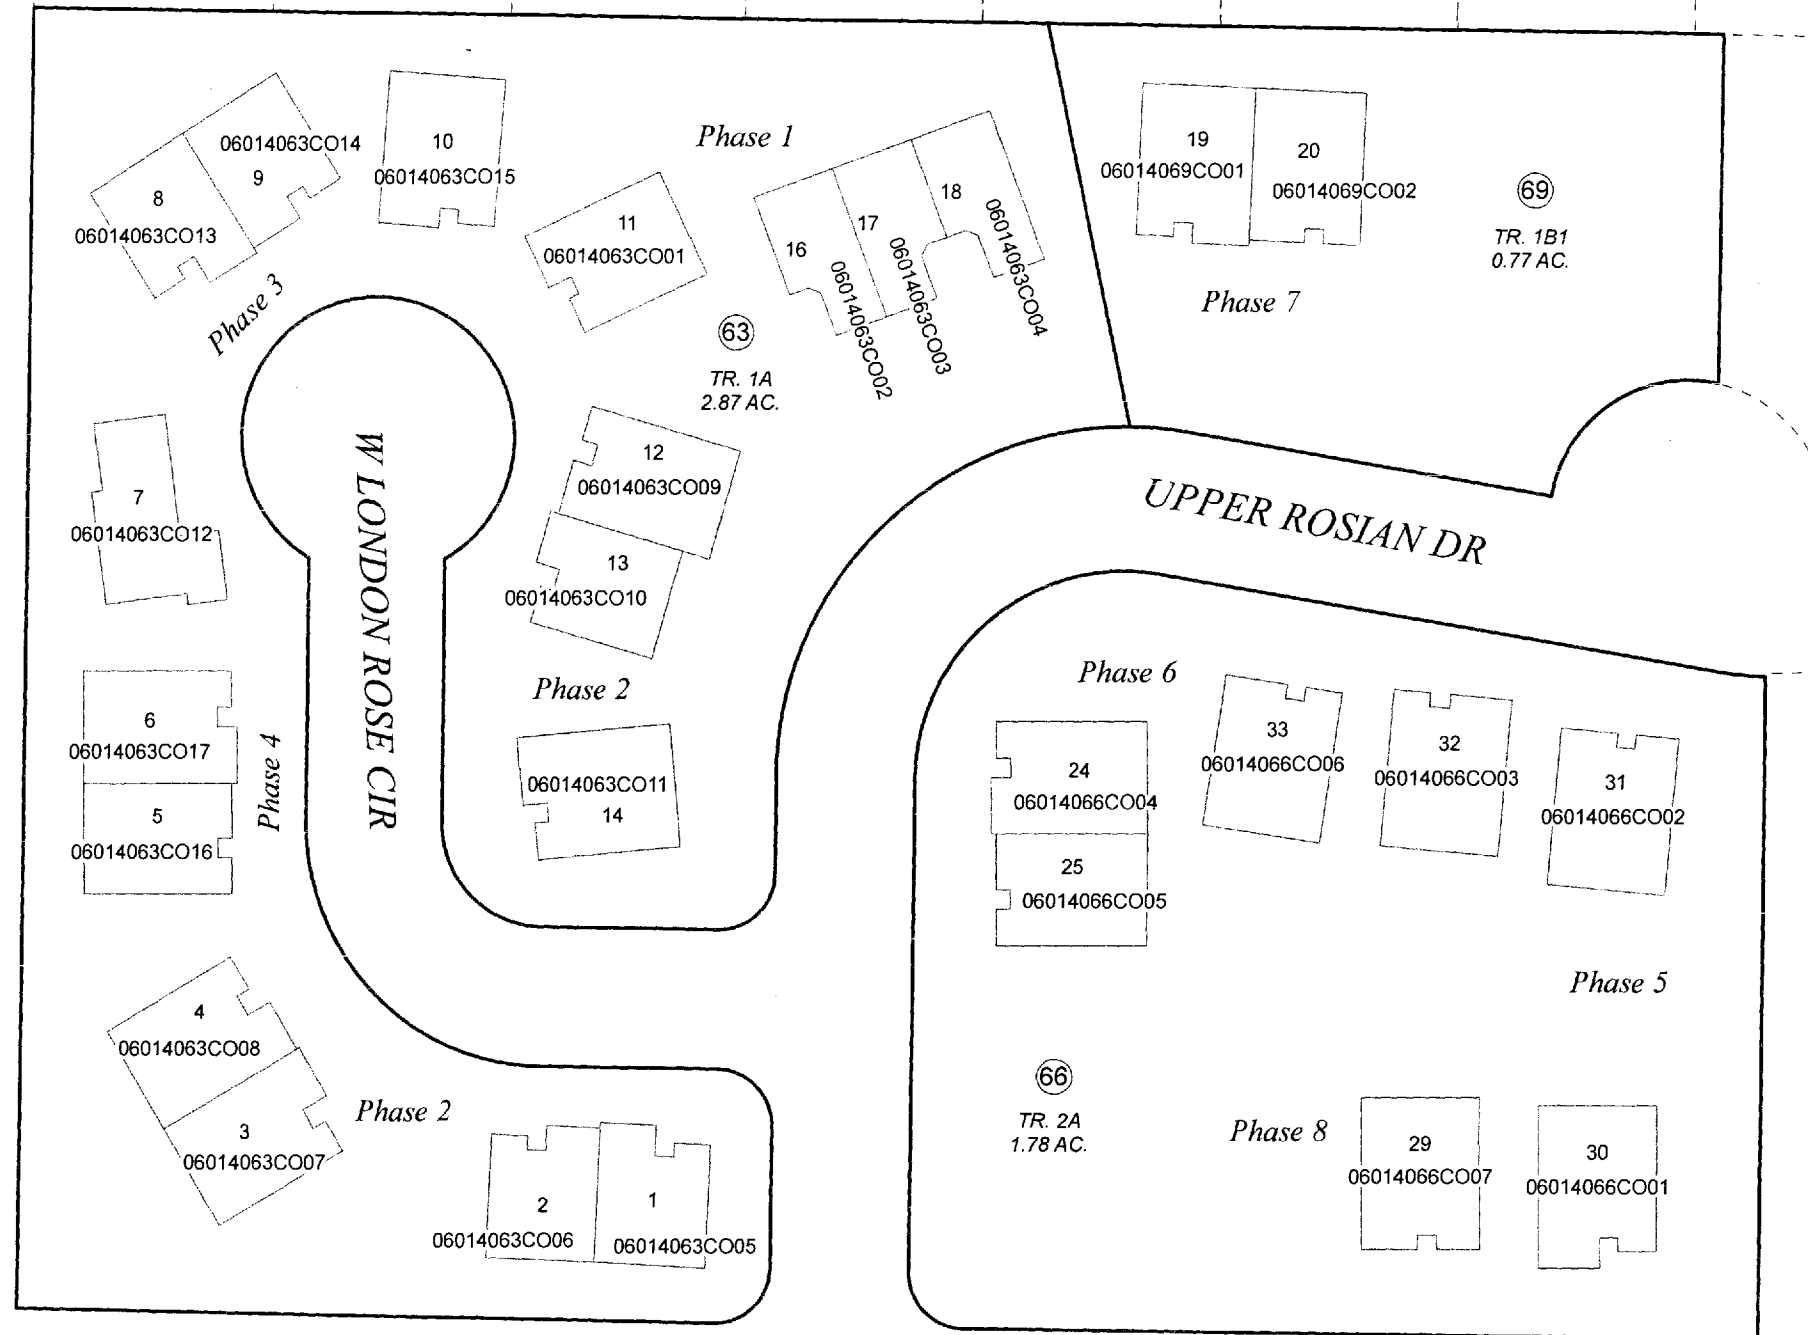 06014063CO14
9
8
06014063CO13
10
06014063CO15
Phase 1
11
06014063CO01
16
06014063CO02
17
06014063CO03
18
06014063CO04
19
06014069CO01
20
06014069CO02
69
TR. 1B1
0.77 AC.
Phase 7
Phase 3
63
TR. 1A
2.87 AC.
7
06014063CO12
W LONDON ROSE CIR
12
06014063CO09
13
06014063CO10
Phase 2
UPPER ROSIAN DR
6
06014063CO17
5
06014063CO16
Phase 4
06014063CO11
14
Phase 6
24
06014066CO04
25
06014066CO05
33
06014066CO06
32
06014066CO03
31
06014066CO02
Phase 5
4
06014063CO08
3
06014063CO07
Phase 2
2
06014063CO06
1
06014063CO05
66
TR. 2A
1.78 AC.
Phase 8
29
06014066CO07
30
06014066CO01